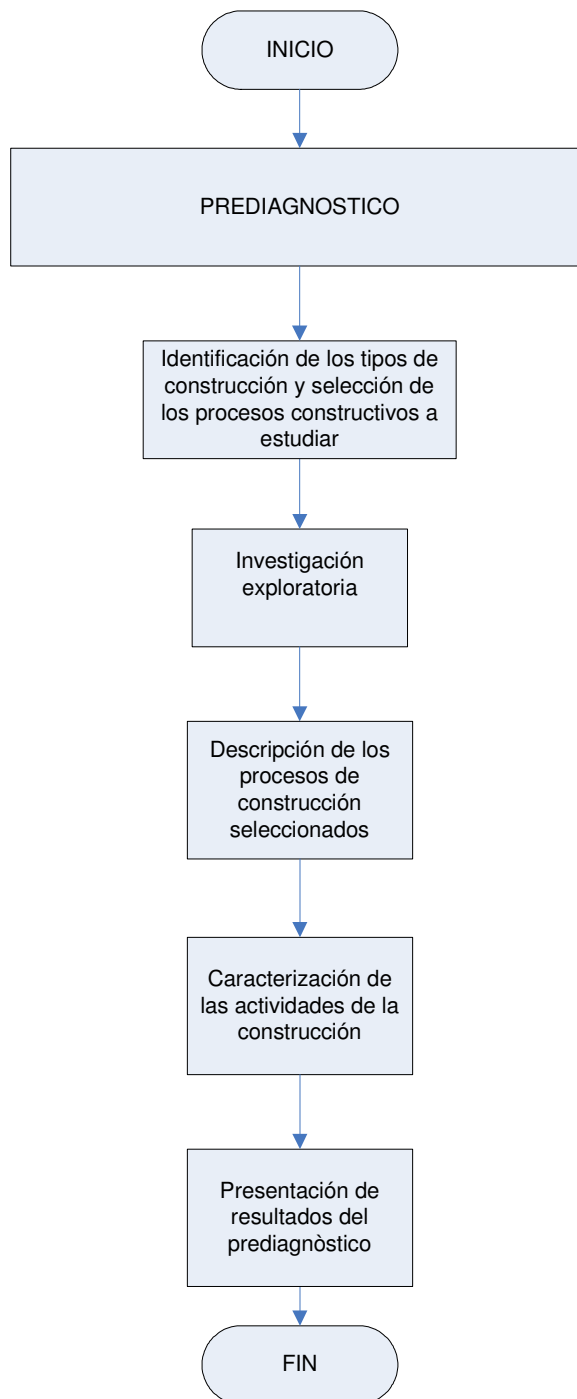 INICIO
PREDIAGNOSTICO
Identificación de los tipos de
construcción y selección de
los procesos constructivos a
estudiar
Investigación
exploratoria
Descripción de los
procesos de
construcción
seleccionados
Caracterización de
las actividades de la
construcción
Presentación de
resultados del
prediagnòstico
FIN